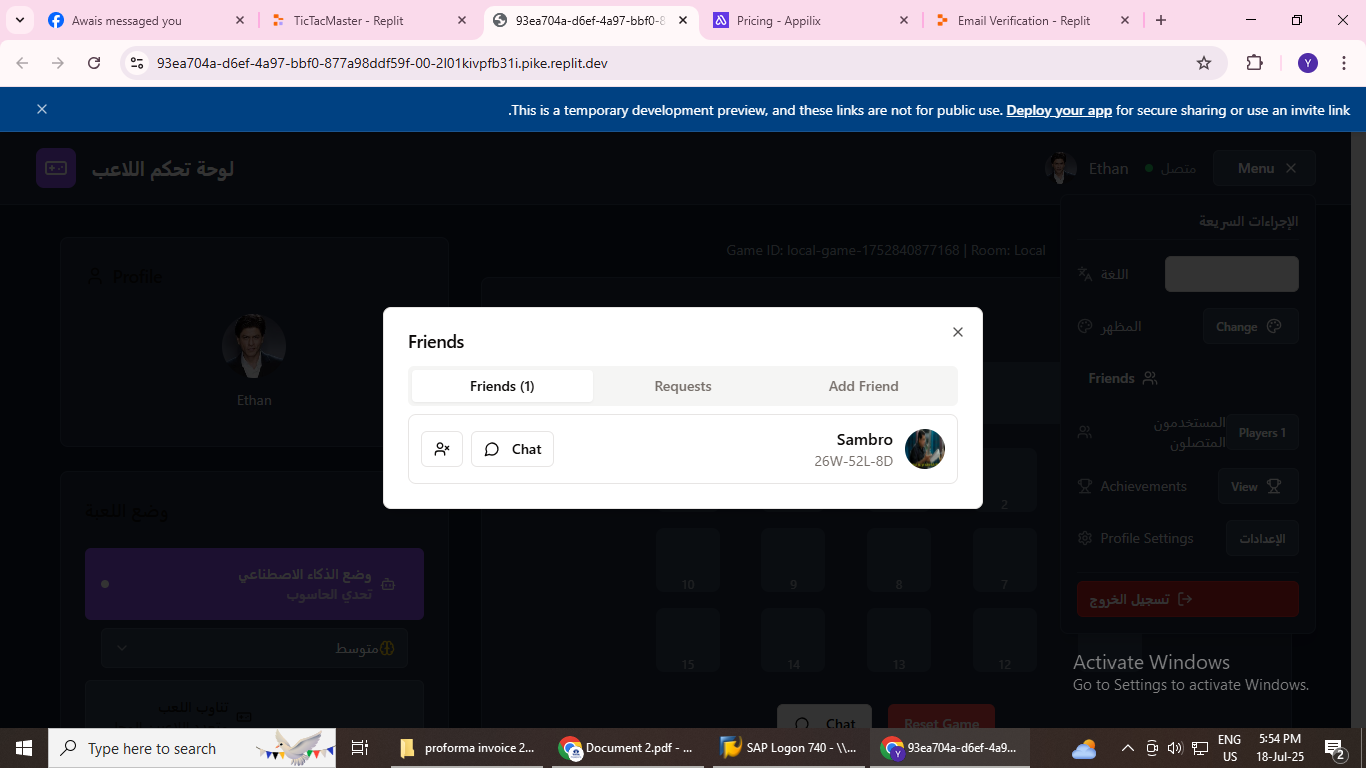 Awais messaged you
TicTacMaster - Replit
93ea704a-d6ef-4a97-bbf0-8
Pricing - Appilix
Email Verification - Replit
93ea704a-d6ef-4a97-bbf0-877a98ddf59f-00-2l01kivpfb31i.pike.replit.dev
Y
.This is a temporary development preview, and these links are not for public use. Deploy your app for secure sharing or use an invite link
لوحة تحكم اللاعب
Ethan
متصل
Menu
Game ID: local-game-1752840877168 | Room: Local
Profile
Ethan
وضع اللعبة
وضع الذكاء الاصطناعي
تحدي الحاسوب
متوسط
تناوب اللعب
Friends
Friends (1)
Requests
Add Friend
Chat
Sambro
26W-52L-8D
2
10
9
8
7
15
14
13
12
Chat
Reset Game
الإجراءات السريعة
اللغة
المظهر
Change
Friends
المستخدمون
المتصلون
Players 1
Achievements
View
Profile Settings
الإعدادات
تسجيل الخروج
Activate Windows
Go to Settings to activate Windows.
Type here to search
proforma invoice 2...
Document 2.pdf - ...
SAP Logon 740 - \\...
93ea704a-d6ef-4a9...
ENG
US
5:54 PM
18-Jul-25
2